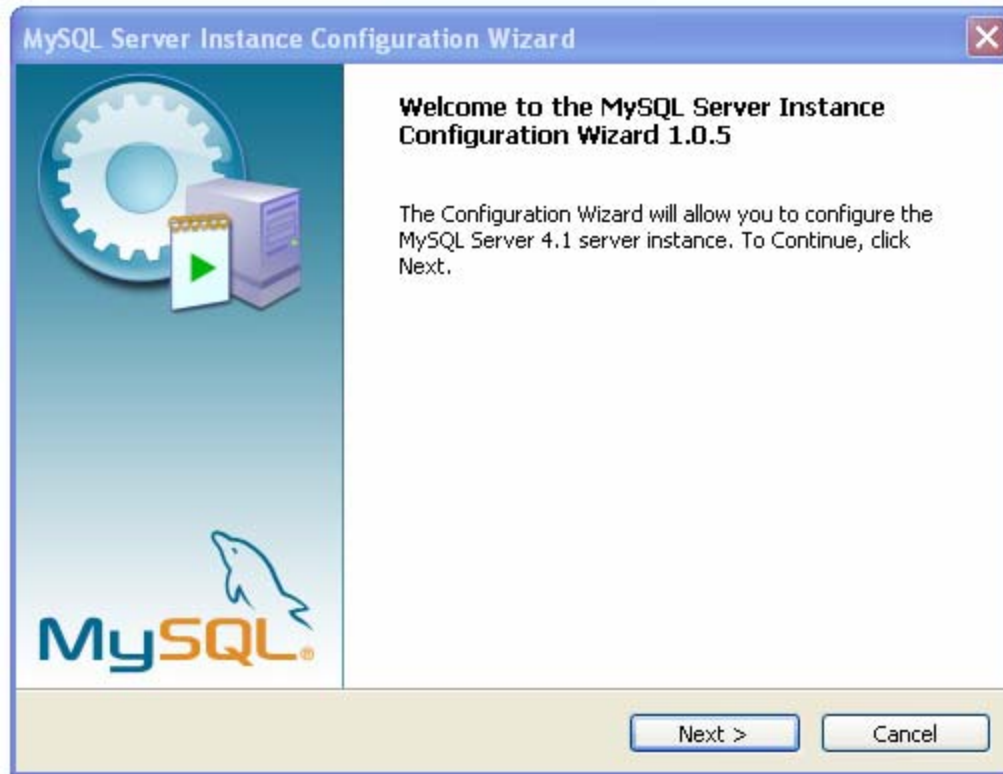 MySQL Server Instance Configuration Wizard
Welcome to the MySQL Server Instance
Configuration Wizard 1.0.5
The Configuration Wizard will allow you to configure the
MySQL Server 4.1 server instance. To Continue, click
Next.
MySQL®
Next >
Cancel